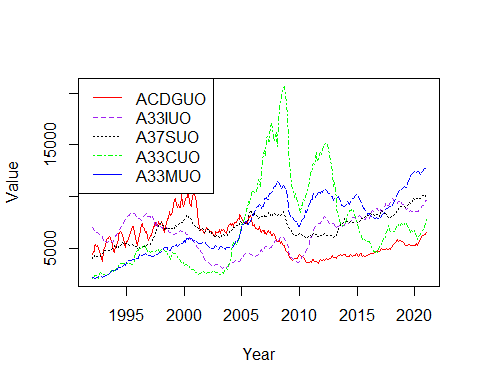 ACDGUO
A33IUO
A37SUO
A33CUO
A33MUO
15000
5000
Value
1995
2000
2005
2010
2015
2020
Year